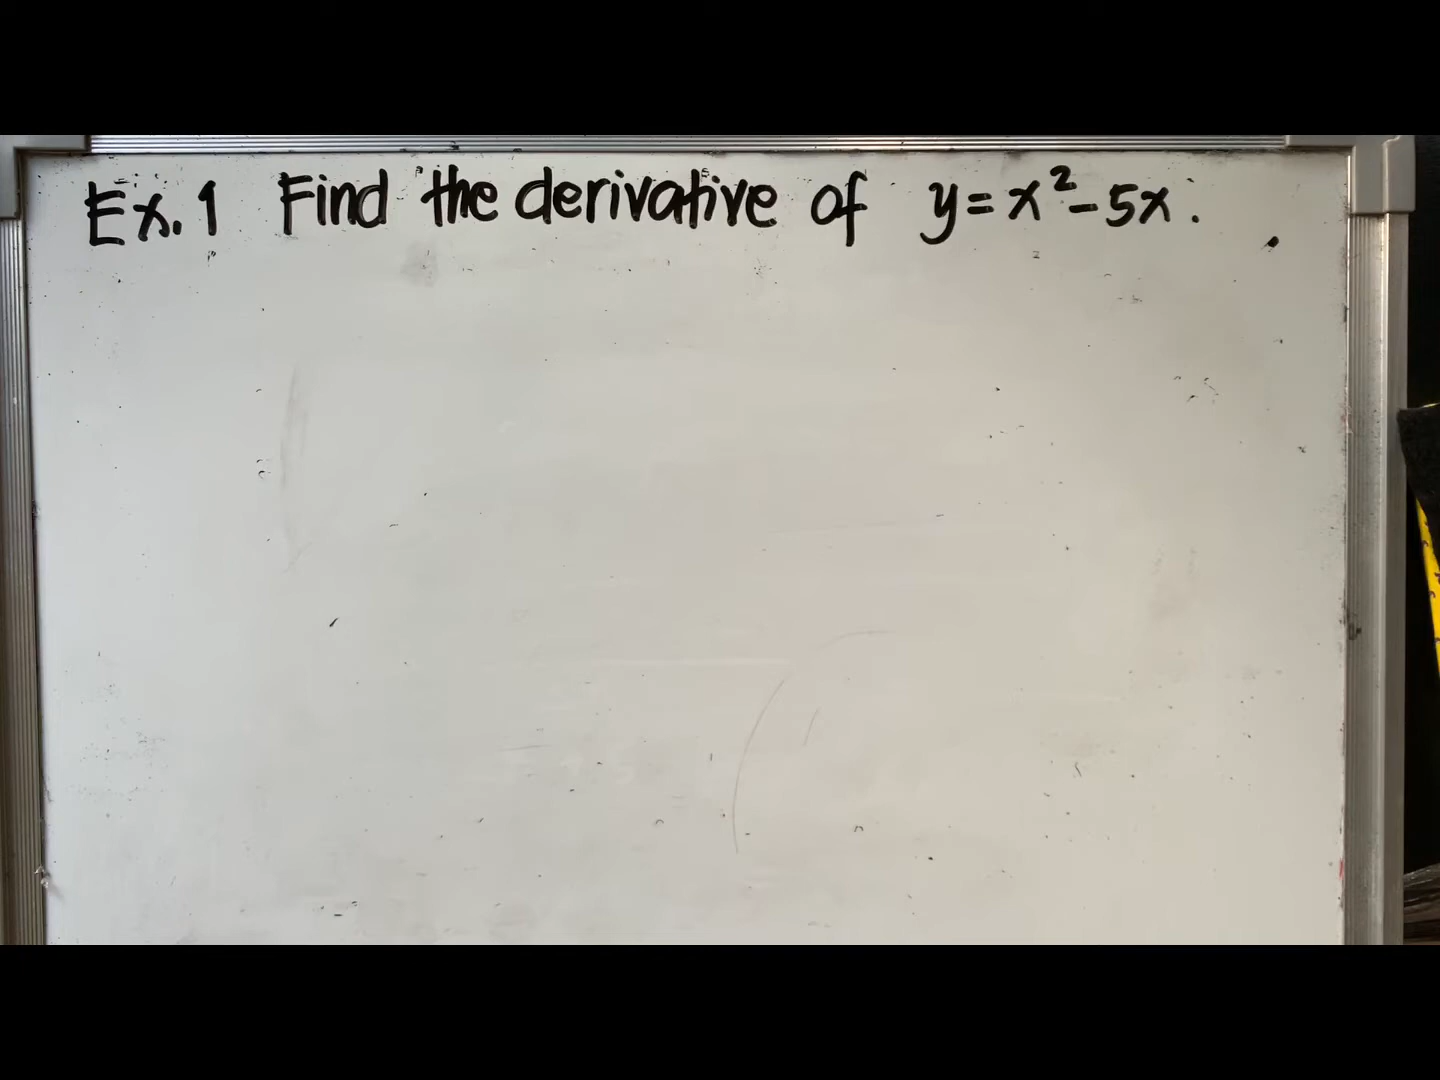 Ex. 1 Find the derivative of y = x² - 5x.